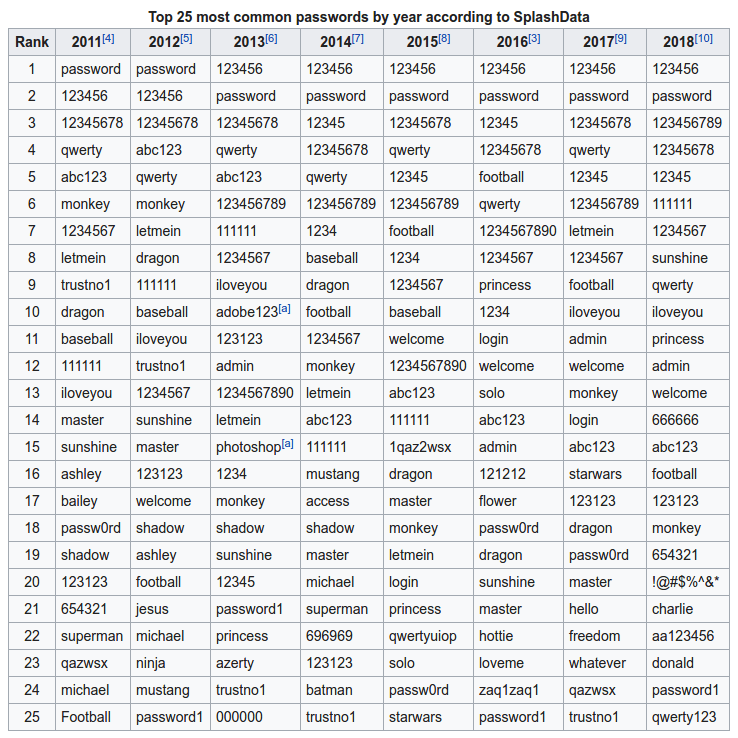 Top 25 most common passwords by year according to SplashData
Rank 2011[4] 2012[5] 2013[6] 2014[7] 2015[8] 2016[3] 2017[9] 2018[10]
1 password password 123456 123456 123456 123456 123456 123456
2 123456 123456 password password password password password password
3 12345678 12345678 12345678 12345 12345678 12345 12345678 123456789
4 qwerty abc123 qwerty 12345678 qwerty 12345678 qwerty 12345678
5 abc123 qwerty abc123 qwerty 12345 football 12345 12345
6 monkey monkey 123456789 123456789 123456789 qwerty 123456789 111111
7 1234567 letmein 111111 1234 football 1234567890 letmein 1234567
8 letmein dragon 1234567 baseball 1234 1234567 1234567 sunshine
9 trustno1 111111 iloveyou dragon 1234567 princess football qwerty
10 dragon baseball adobe123[a] football baseball 1234 iloveyou iloveyou
11 baseball iloveyou 123123 1234567 welcome login admin princess
12 111111 trustno1 admin monkey 1234567890 welcome welcome admin
13 iloveyou 1234567 1234567890 letmein abc123 solo monkey welcome
14 master sunshine letmein abc123 111111 abc123 login 666666
15 sunshine master photoshop[a] 111111 1qaz2wsx admin abc123 abc123
16 ashley 123123 1234 mustang dragon 121212 starwars football
17 bailey welcome monkey access master flower 123123 123123
18 passw0rd shadow shadow shadow monkey passw0rd dragon monkey
19 shadow ashley sunshine master letmein dragon passw0rd 654321
20 123123 football 12345 michael login sunshine master !@#$%^&*
21 654321 jesus password1 superman princess master hello charlie
22 superman michael princess 696969 qwertyuiop hottie freedom aa123456
23 qazwsx ninja azerty 123123 solo loveme whatever donald
24 michael mustang trustno1 batman passw0rd zaq1zaq1 qazwsx password1
25 Football password1 000000 trustno1 starwars password1 trustno1 qwerty123